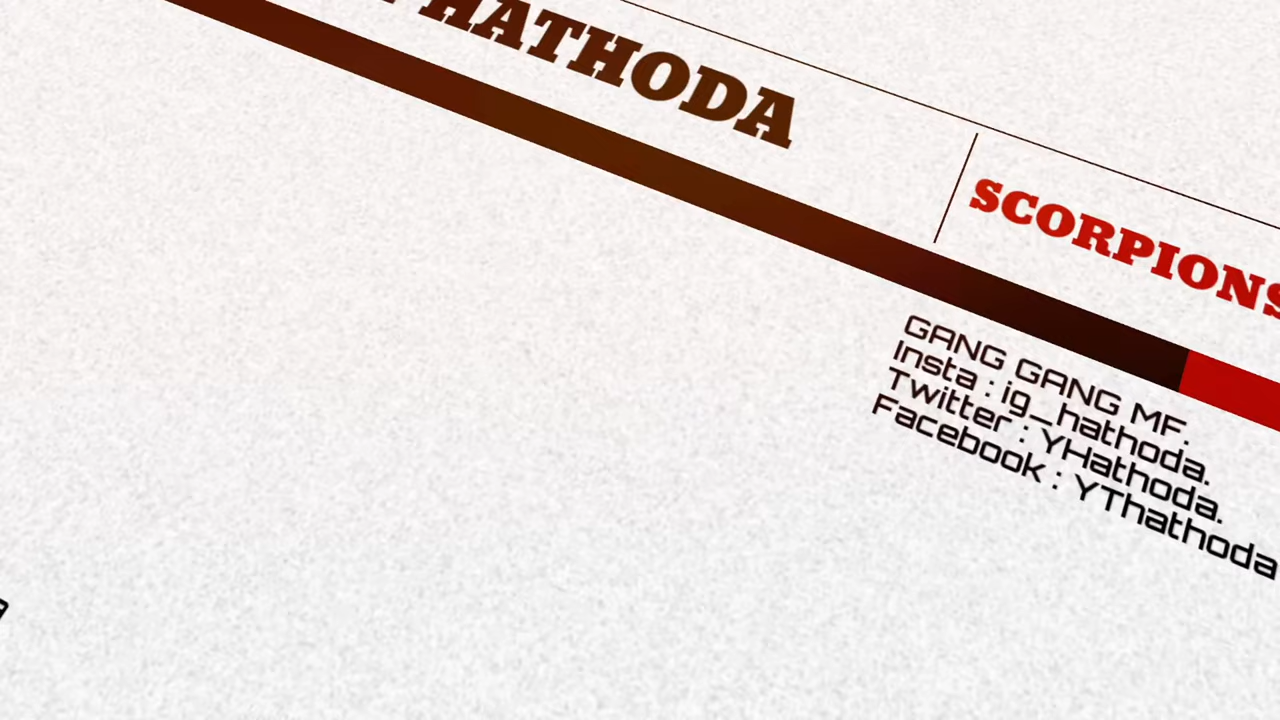 HATHODA
SCORPIONS
GANG GANG MF.
Insta : ig_hathoda.
Twitter : YHathoda.
Facebook : YThathoda